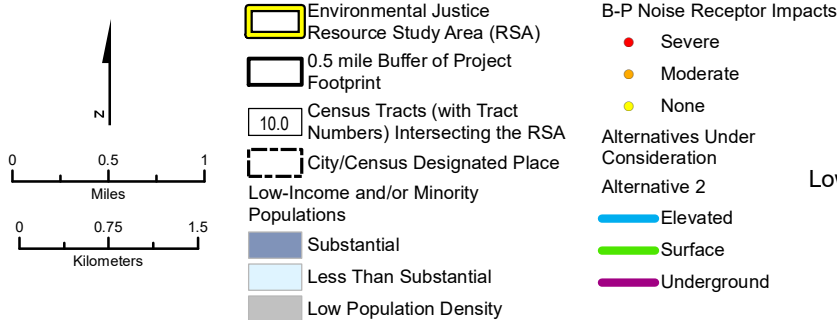 N
0 0.5 1
Miles
0 0.75 1.5
Kilometers
Environmental Justice
Resource Study Area (RSA)
0.5 mile Buffer of Project
Footprint
10.0
Census Tracts (with Tract
Numbers) Intersecting the RSA
City/Census Designated Place
Low-Income and/or Minority
Populations
Substantial
Less Than Substantial
Low Population Density
B-P Noise Receptor Impacts
Severe
Moderate
None
Alternatives Under
Consideration
Alternative 2
Elevated
Surface
Underground